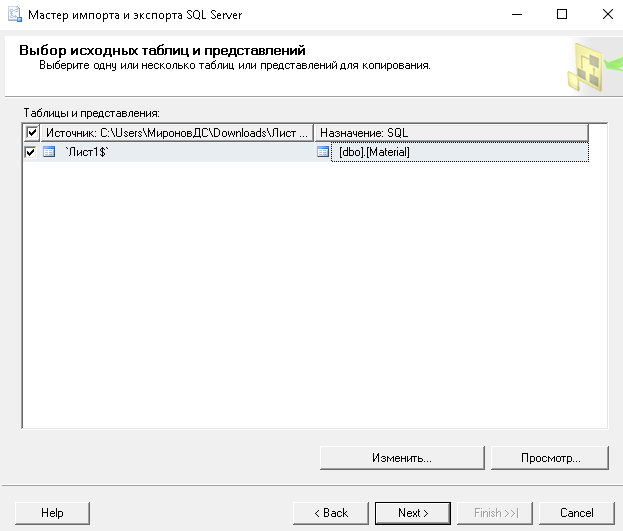 Мастер импорта и экспорта SQL Server
Выбор исходных таблиц и представлений
Выберите одну или несколько таблиц или представлений для копирования.
Таблицы и представления:
Источник: C:\Users\МироновДС\Downloads\Лист ... Назначение: SQL
`Лист1$` [dbo].[Material]
Изменить... Просмотр...
Help < Back Next > Finish >>| Cancel